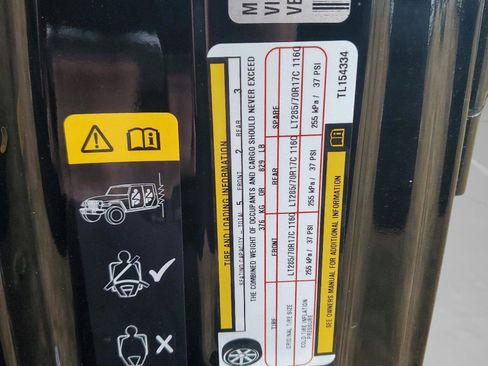 M
VI
VE
TIRE AND LOADING INFORMATION
SEATING CAPACITY - TOTAL 5 FRONT 2 REAR 3
THE COMBINED WEIGHT OF OCCUPANTS AND CARGO SHOULD NEVER EXCEED
376 KG OR 829 LB
TIRE FRONT REAR SPARE
ORIGINAL TIRE SIZE LT285/70R17C 116Q LT285/70R17C 116Q LT285/70R17C 116Q
COLD TIRE INFLATION PRESSURE 255 kPa / 37 PSI 255 kPa / 37 PSI 255 kPa / 37 PSI
SEE OWNERS MANUAL FOR ADDITIONAL INFORMATION
TL154334